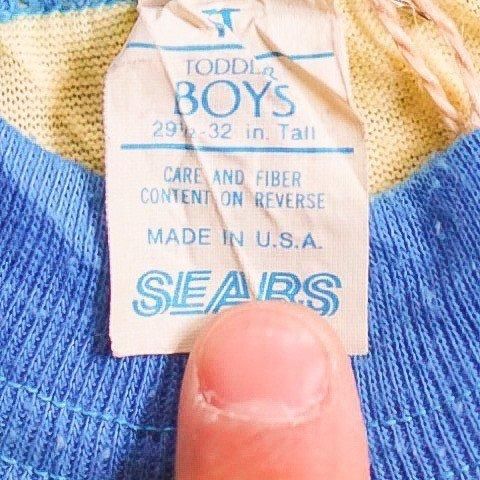 T
TODDLER
BOYS
29½-32 in. Tall
CARE AND FIBER
CONTENT ON REVERSE
MADE IN U.S.A.
SEARS